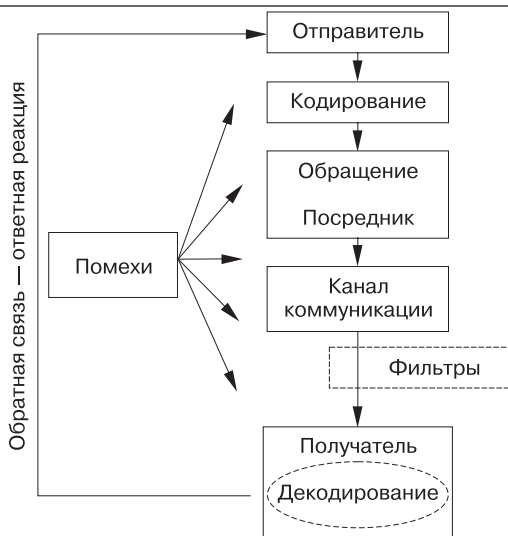 Отправитель
Кодирование
Обращение
Посредник
Помехи
Канал
коммуникации
Фильтры
Получатель
Декодирование
Обратная связь — ответная реакция